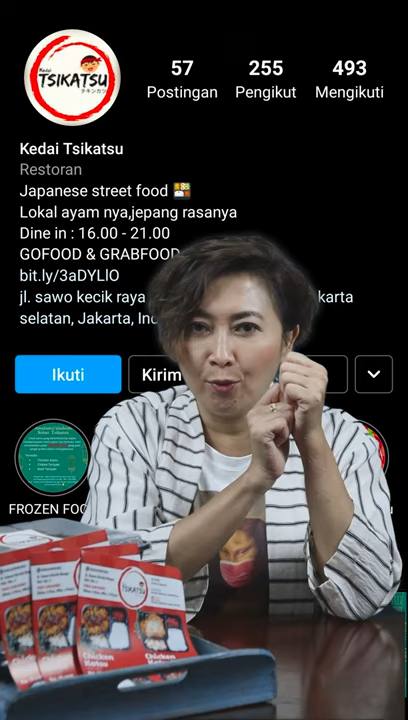 Kedai
TSIKATSU
チキンカツ
57 255 493
Postingan Pengikut Mengikuti
Kedai Tsikatsu
Restoran
Japanese street food
Lokal ayam nya,jepang rasanya
Dine in : 16.00 - 21.00
GOFOOD & GRABFOOD
bit.ly/3aDYLlO
jl. sawo kecik raya karta
selatan, Jakarta, Ind
Ikuti
Kirim
FROZEN FOO
TSIKATSU
Chicken
Katsu
Chicken
Katsu